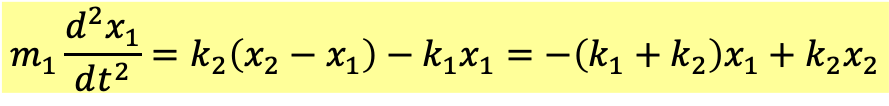 m₁ d²x₁/dt² = k₂(x₂ − x₁) − k₁x₁ = −(k₁ + k₂)x₁ + k₂x₂